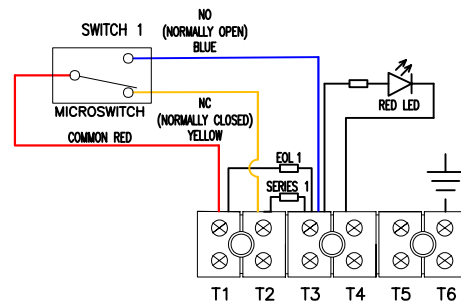 SWITCH 1
NO
(NORMALLY OPEN)
BLUE
MICROSWITCH
NC
(NORMALLY CLOSED)
YELLOW
COMMON RED
RED LED
EOL 1
SERIES 1
T1 T2 T3 T4 T5 T6